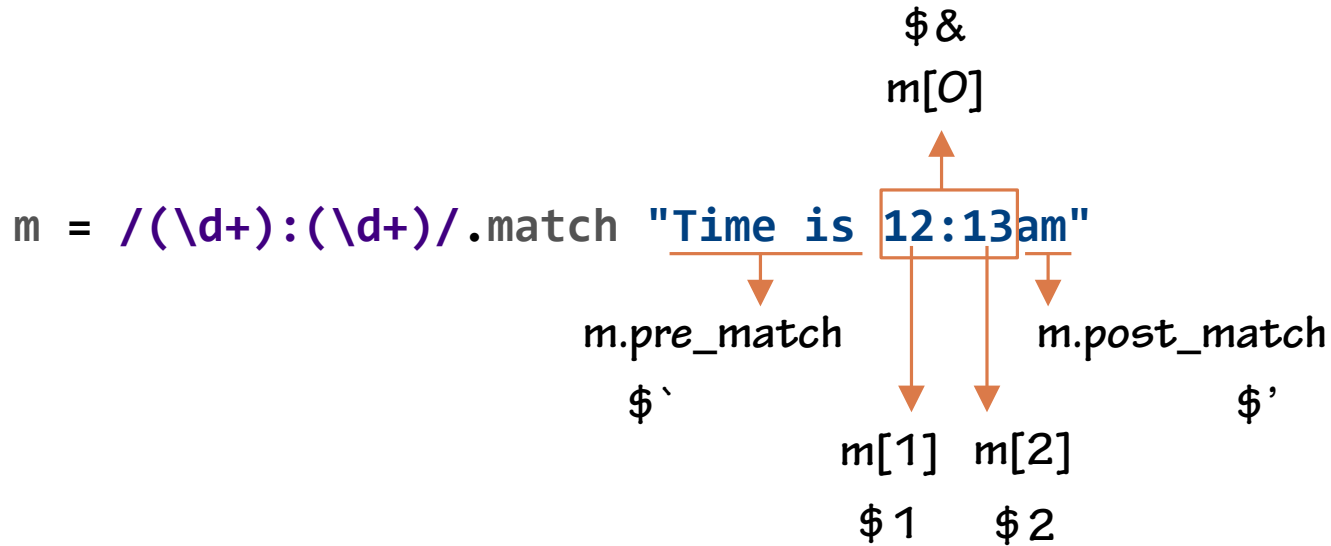 $&
m[0]
m = /(\d+):(\d+)/.match "Time is 12:13am"
m.pre_match m.post_match
$` $’
m[1] m[2]
$1 $2